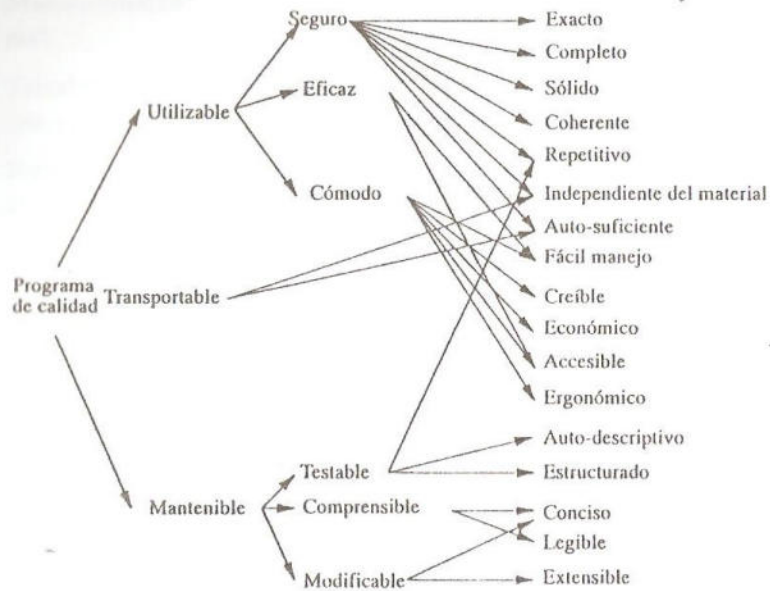 Seguro
Exacto
Completo
Sólido
Eficaz
Utilizable
Coherente
Repetitivo
Cómodo
Independiente del material
Auto-suficiente
Fácil manejo
Programa
de calidad
Transportable
Creíble
Económico
Accesible
Ergonómico
Auto-descriptivo
Testable
Estructurado
Mantenible
Comprensible
Conciso
Legible
Modificable
Extensible